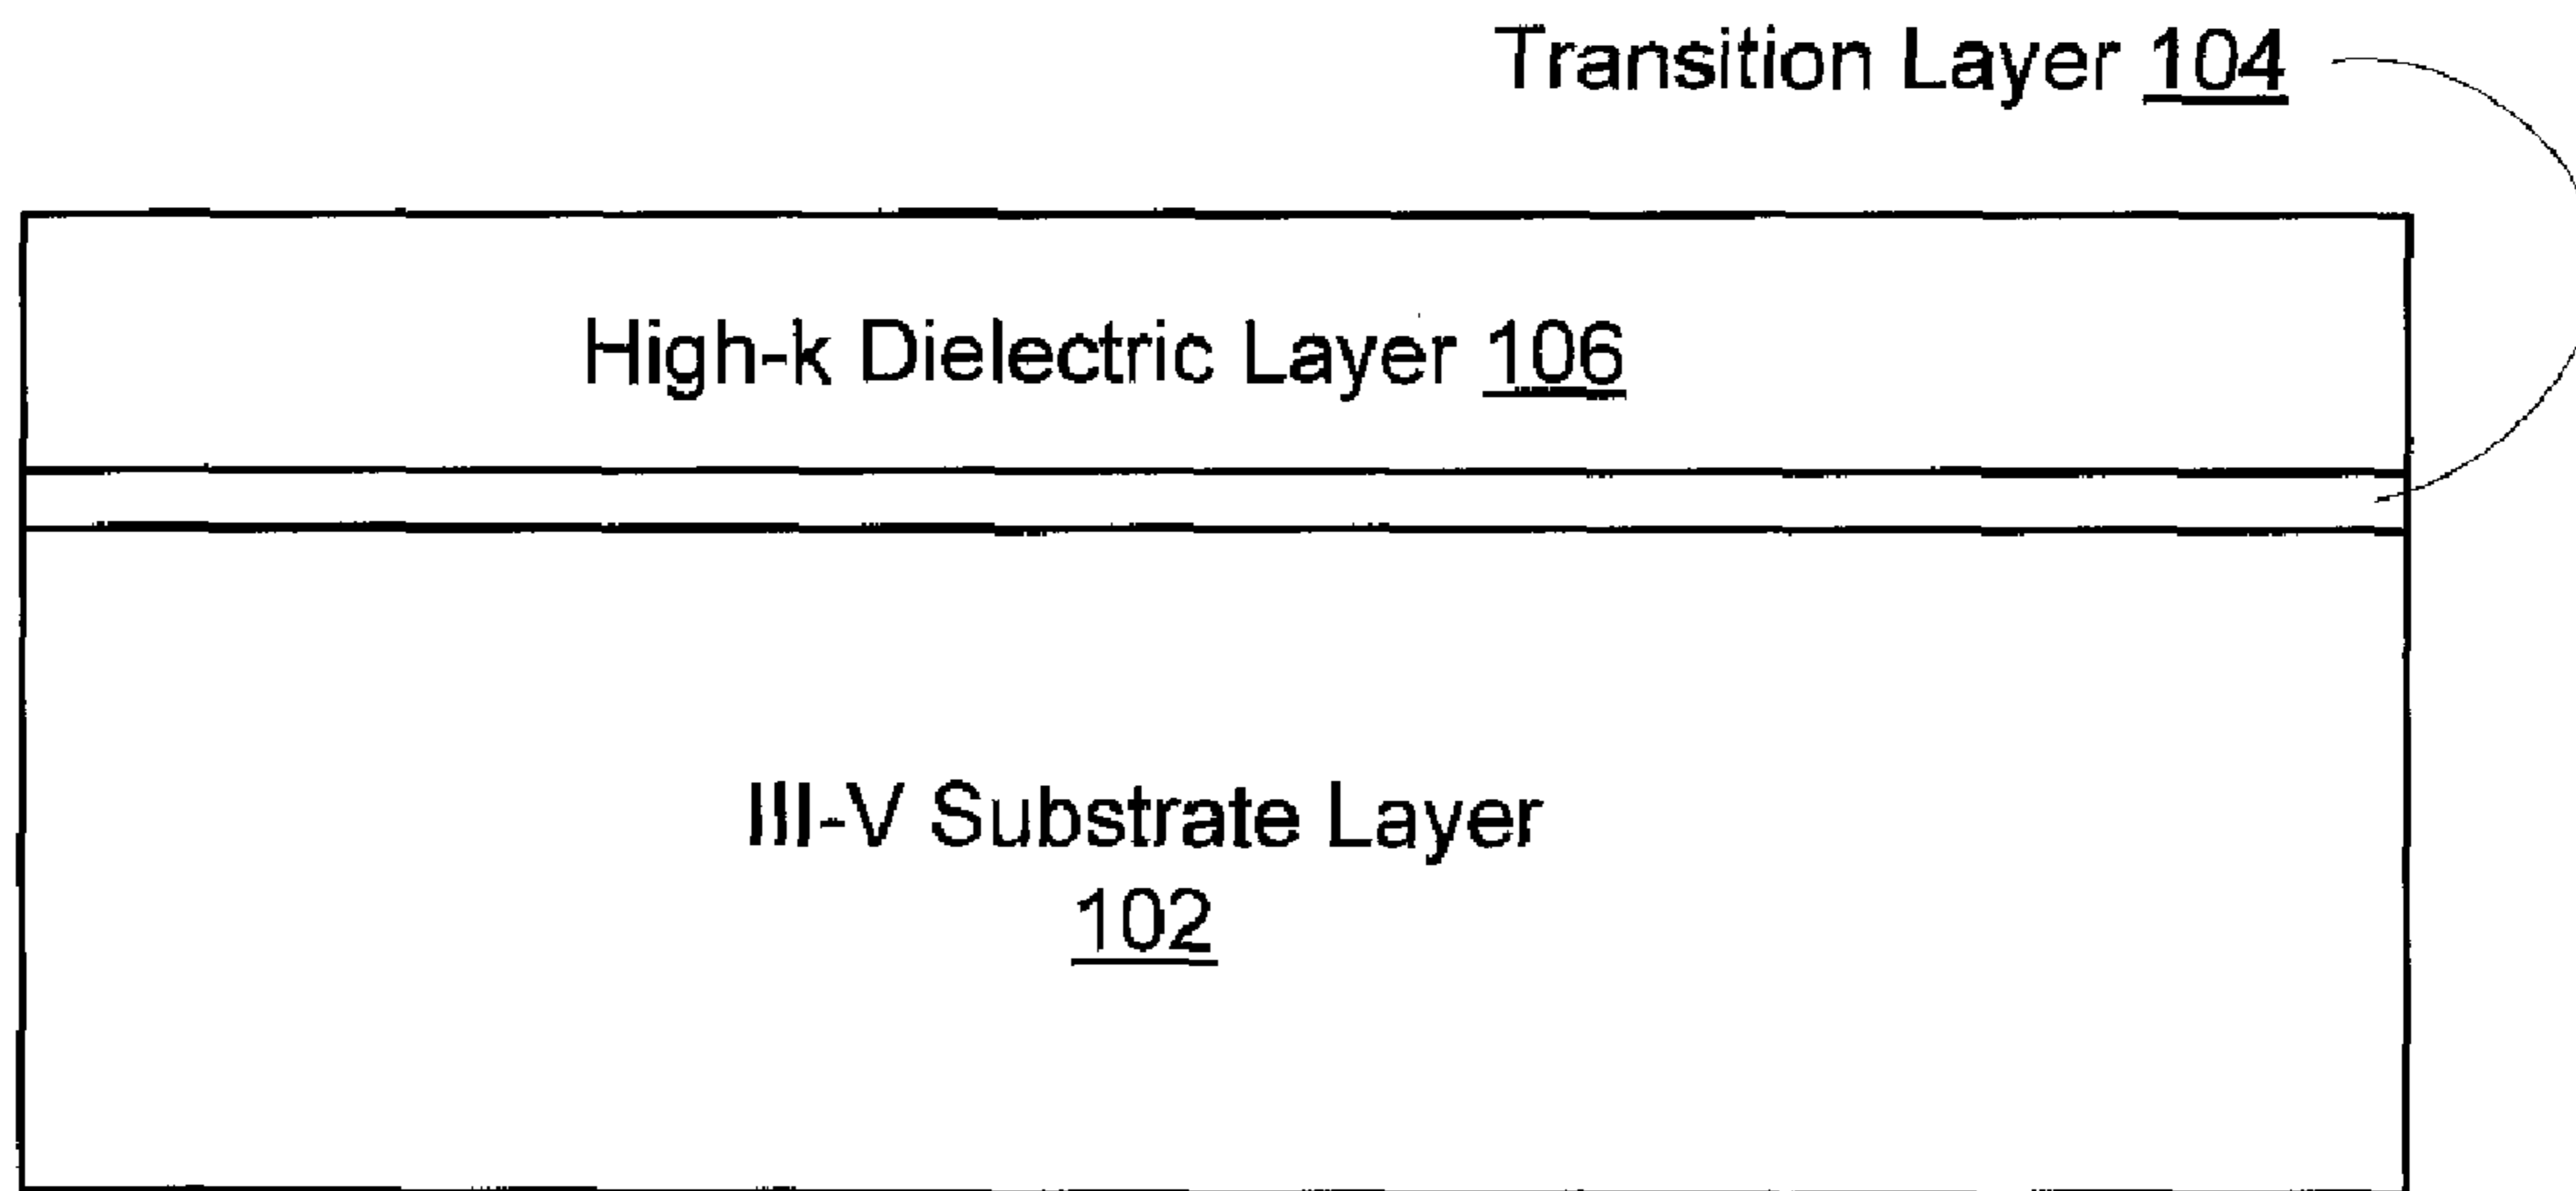 Transition Layer 104
High-k Dielectric Layer 106
III-V Substrate Layer
102